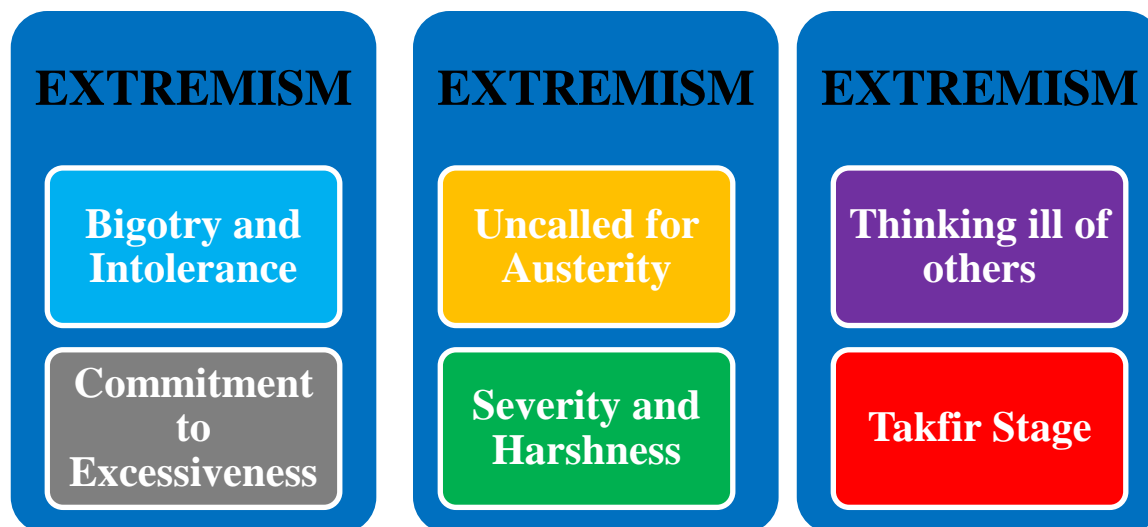 EXTREMISM
Bigotry and
Intolerance
Commitment
to
Excessiveness
EXTREMISM
Uncalled for
Austerity
Severity and
Harshness
EXTREMISM
Thinking ill of
others
Takfir Stage